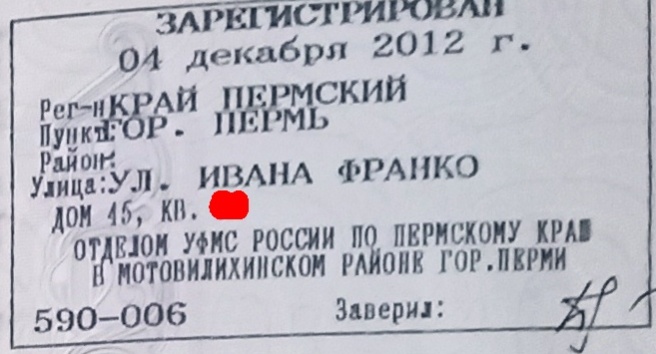 ЗАРЕГИСТРИРОВАН
04 декабря 2012 г.
Рег-н КРАЙ ПЕРМСКИЙ
Пункт: ГОР. ПЕРМЬ
Район:
Улица: УЛ. ИВАНА ФРАНКО
ДОМ 45, КВ.
ОТДЕЛОМ УФМС РОССИИ ПО ПЕРМСКОМУ КРАЮ
В МОТОВИЛИХИНСКОМ РАЙОНЕ ГОР.ПЕРМИ
590-006 Заверил: